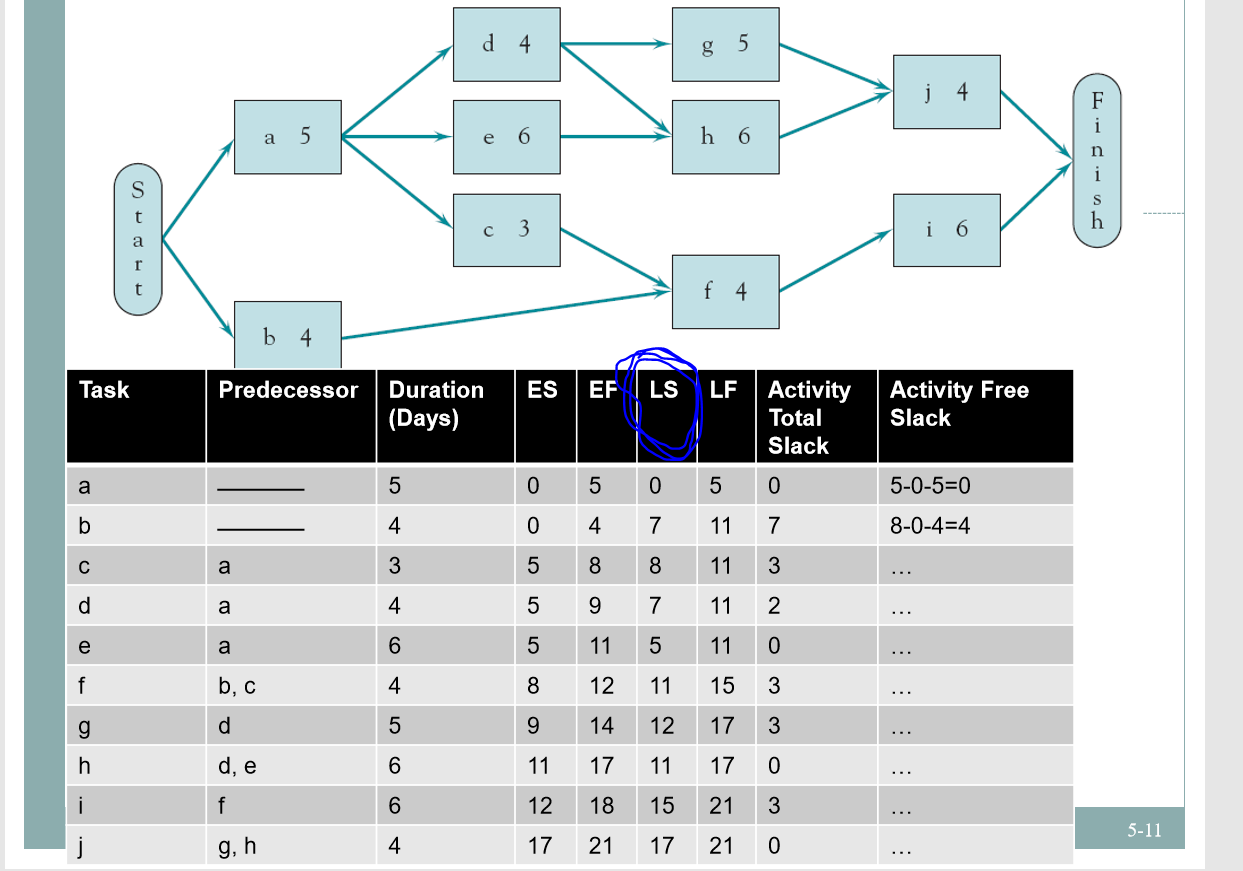 d 4
g 5
j 4
Finish
a 5
e 6
h 6
Start
c 3
i 6
f 4
b 4
Task Predecessor Duration (Days) ES EF LS LF Activity Total Slack Activity Free Slack
a 5 0 5 0 5 0 5-0-5=0
b 4 0 4 7 11 7 8-0-4=4
c a 3 5 8 8 11 3 ...
d a 4 5 9 7 11 2 ...
e a 6 5 11 5 11 0 ...
f b, c 4 8 12 11 15 3 ...
g d 5 9 14 12 17 3 ...
h d, e 6 11 17 11 17 0 ...
i f 6 12 18 15 21 3 ...
j g, h 4 17 21 17 21 0 ...
5-11